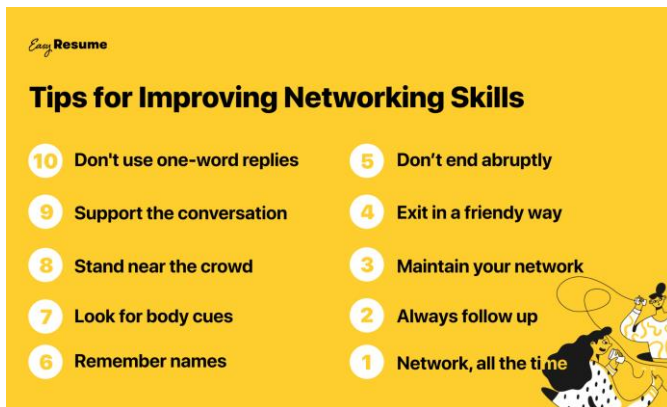 Easy Resume
Tips for Improving Networking Skills
10 Don't use one-word replies
9 Support the conversation
8 Stand near the crowd
7 Look for body cues
6 Remember names
5 Don’t end abruptly
4 Exit in a friendy way
3 Maintain your network
2 Always follow up
1 Network, all the time